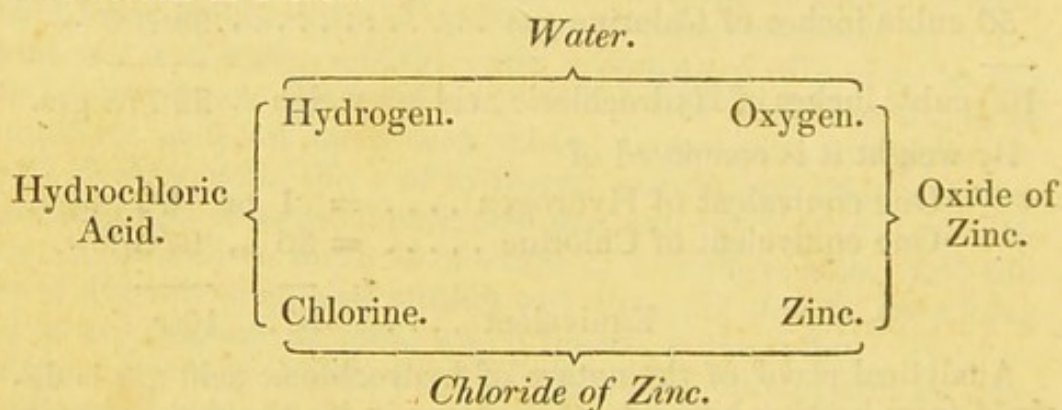 Water.
Hydrogen. Oxygen.
Hydrochloric Acid. Oxide of Zinc.
Chlorine. Zinc.
Chloride of Zinc.